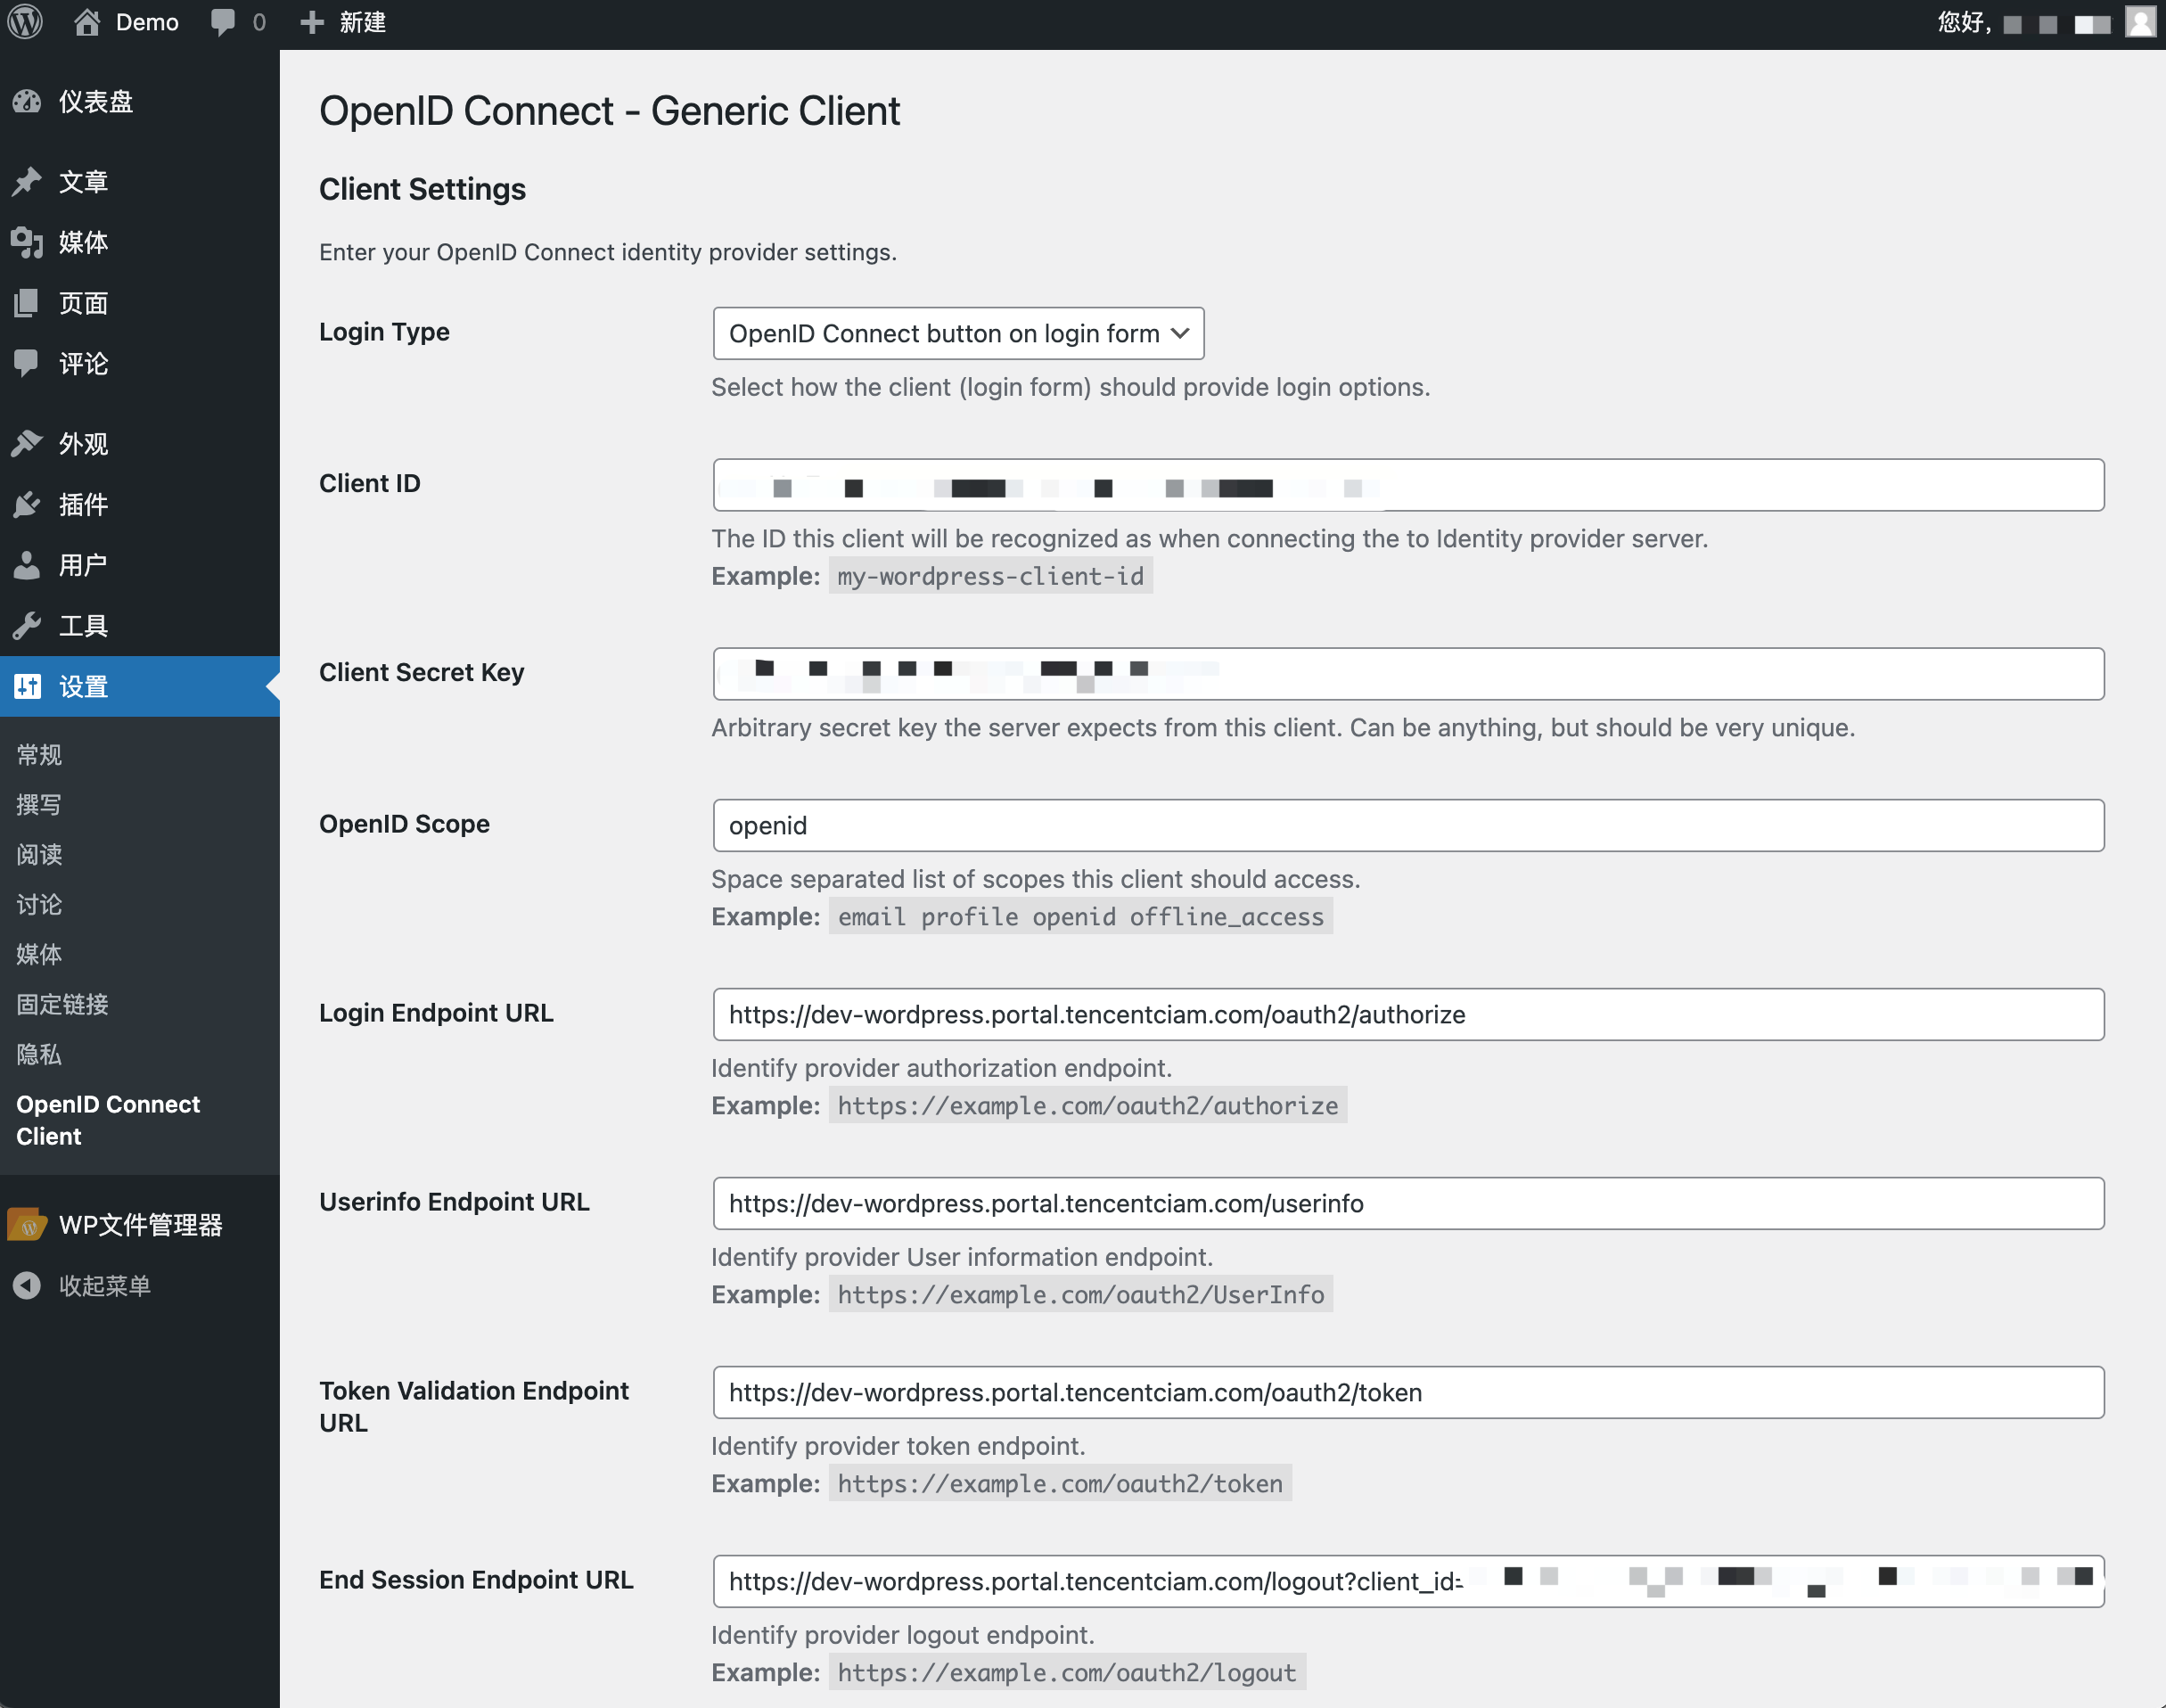 Demo
0
新建
您好,
仪表盘
文章
媒体
页面
评论
外观
插件
用户
工具
设置
常规
撰写
阅读
讨论
媒体
固定链接
隐私
OpenID Connect
Client
WP文件管理器
收起菜单
OpenID Connect - Generic Client
Client Settings
Enter your OpenID Connect identity provider settings.
Login Type
OpenID Connect button on login form
Select how the client (login form) should provide login options.
Client ID
The ID this client will be recognized as when connecting the to Identity provider server.
Example: my-wordpress-client-id
Client Secret Key
Arbitrary secret key the server expects from this client. Can be anything, but should be very unique.
OpenID Scope
openid
Space separated list of scopes this client should access.
Example: email profile openid offline_access
Login Endpoint URL
https://dev-wordpress.portal.tencentciam.com/oauth2/authorize
Identify provider authorization endpoint.
Example: https://example.com/oauth2/authorize
Userinfo Endpoint URL
https://dev-wordpress.portal.tencentciam.com/userinfo
Identify provider User information endpoint.
Example: https://example.com/oauth2/UserInfo
Token Validation Endpoint
URL
https://dev-wordpress.portal.tencentciam.com/oauth2/token
Identify provider token endpoint.
Example: https://example.com/oauth2/token
End Session Endpoint URL
https://dev-wordpress.portal.tencentciam.com/logout?client_id=
Identify provider logout endpoint.
Example: https://example.com/oauth2/logout